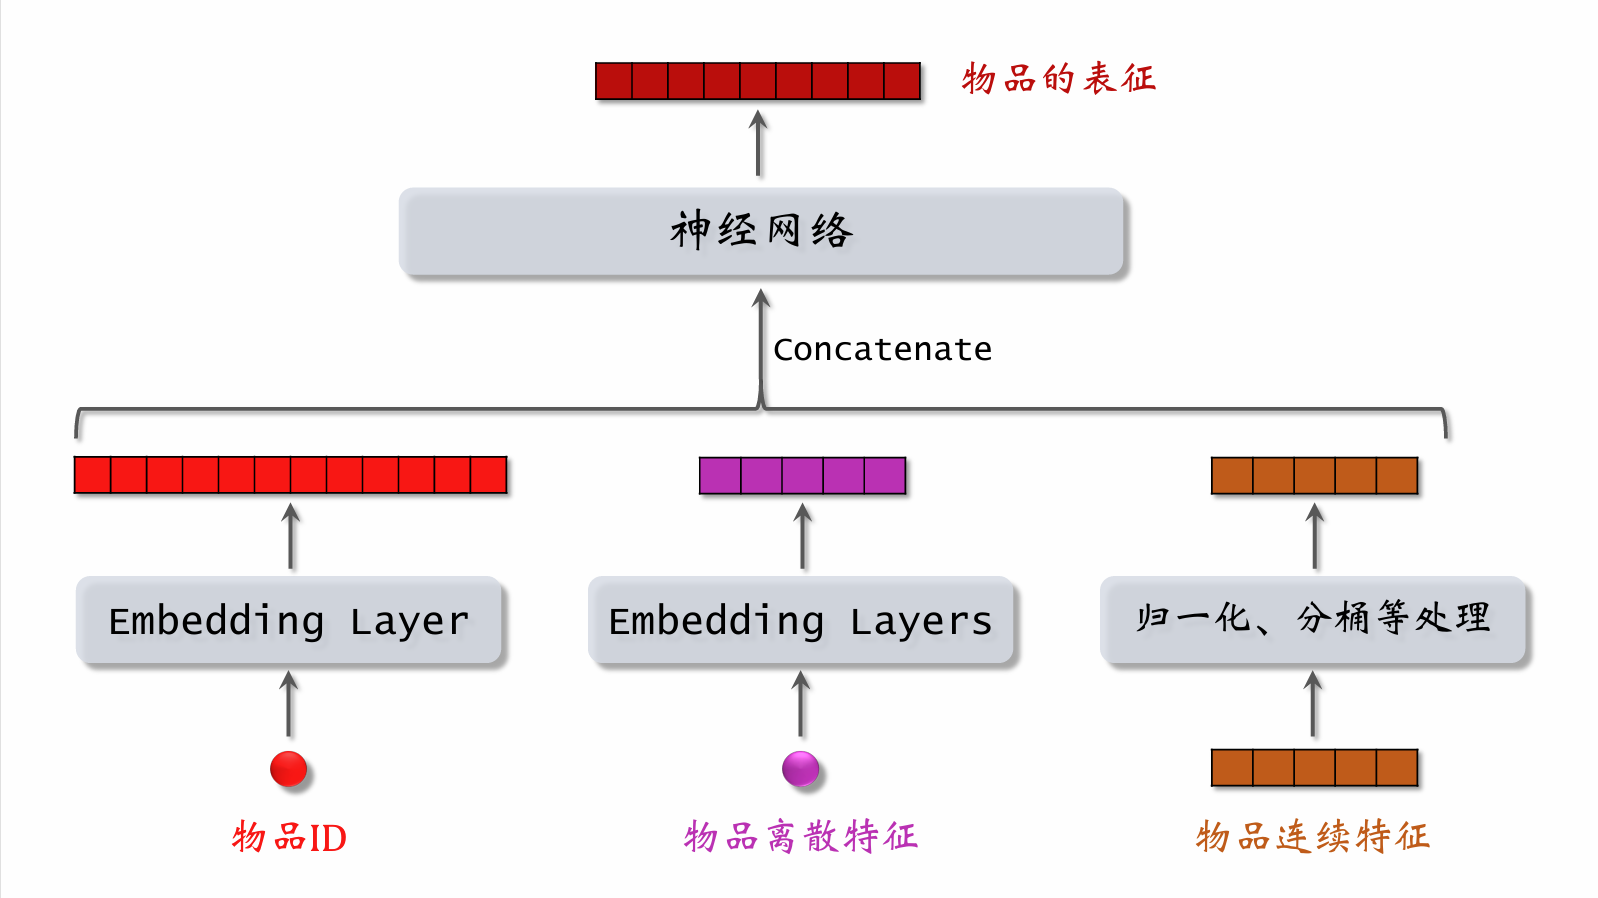 物品的表征
神经网络
Concatenate
Embedding Layer
Embedding Layers
归一化、分桶等处理
物品ID
物品离散特征
物品连续特征